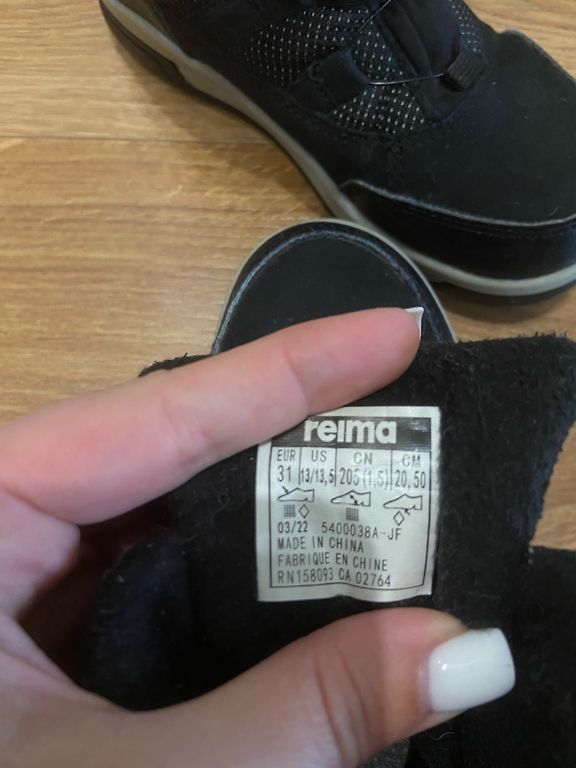 reima
EUR US CN CM
31 13/13,5 205(1,5) 20,50
03/22 5400038A-JF
MADE IN CHINA
FABRIQUE EN CHINE
RN158093 CA 02764